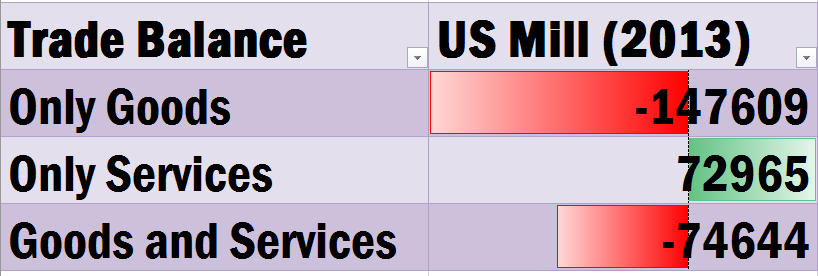 Trade Balance US Mill (2013)
Only Goods -147609
Only Services 72965
Goods and Services -74644